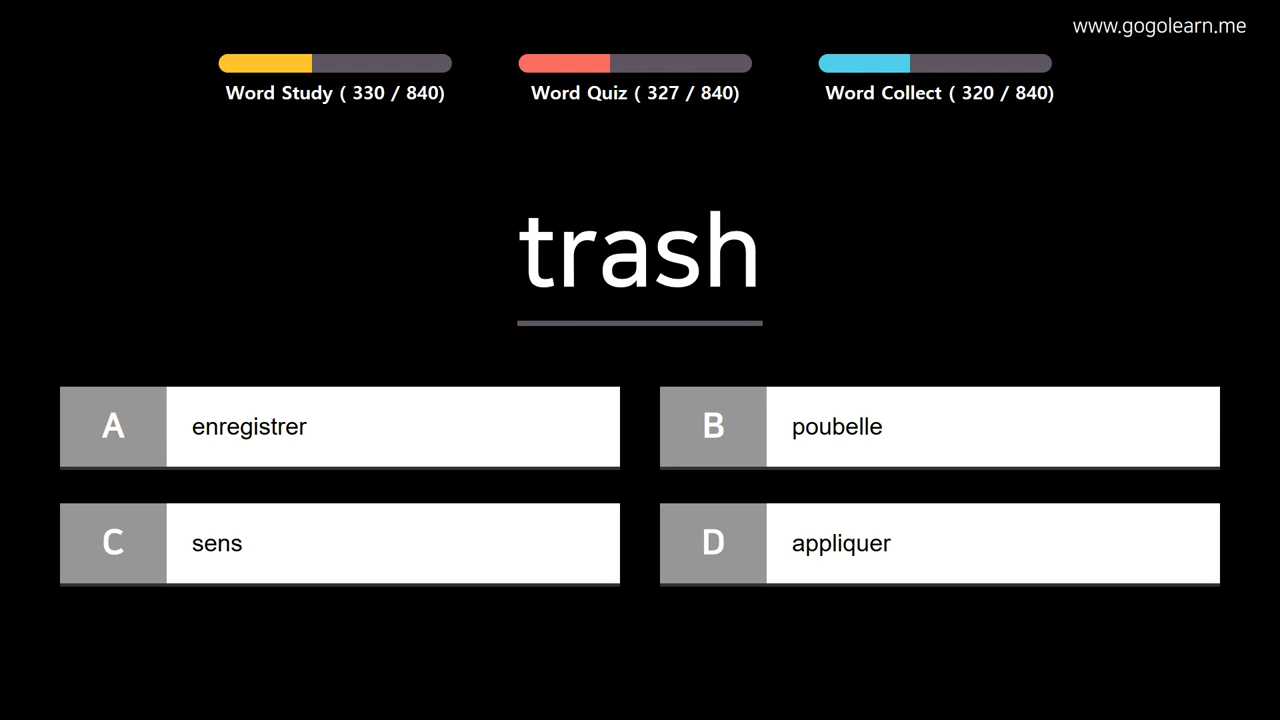 www.gogolearn.me
Word Study ( 330 / 840)
Word Quiz ( 327 / 840)
Word Collect ( 320 / 840)
trash
A enregistrer
B poubelle
C sens
D appliquer